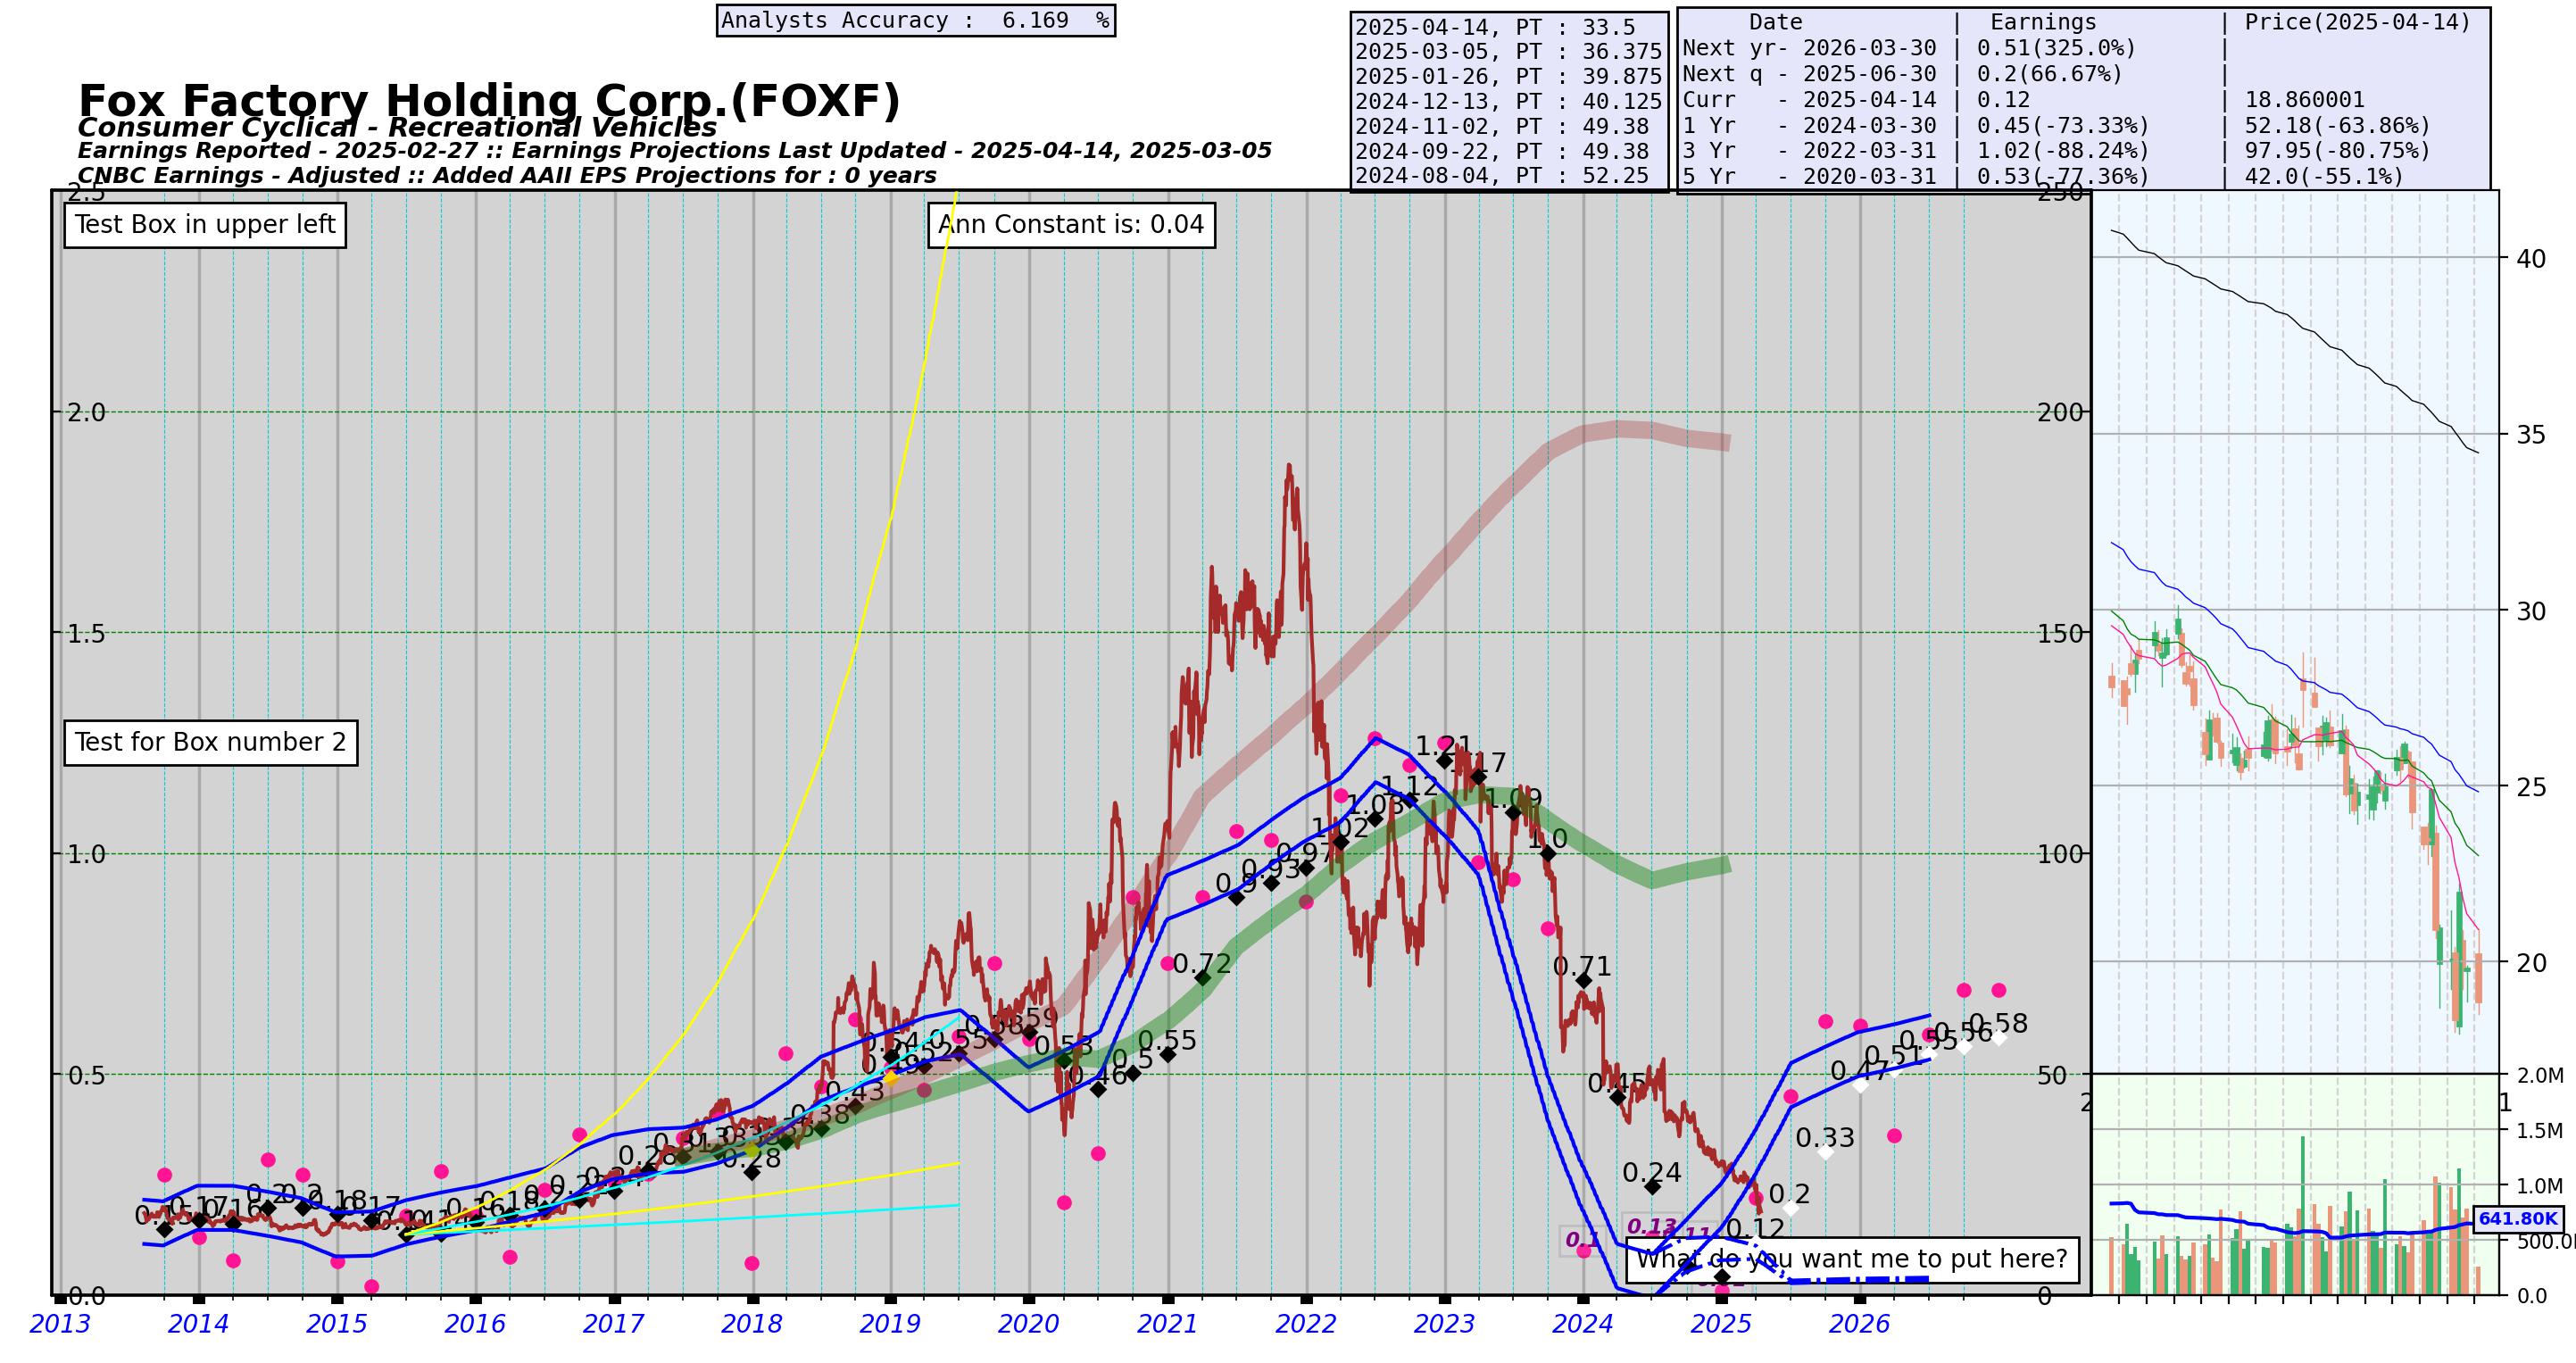 Analysts Accuracy :  6.169  %
Fox Factory Holding Corp.(FOXF)
Consumer Cyclical - Recreational Vehicles
Earnings Reported - 2025-02-27 :: Earnings Projections Last Updated - 2025-04-14, 2025-03-05
CNBC Earnings - Adjusted :: Added AAII EPS Projections for : 0 years
2025-04-14, PT : 33.5
2025-03-05, PT : 36.375
2025-01-26, PT : 39.875
2024-12-13, PT : 40.125
2024-11-02, PT : 49.38
2024-09-22, PT : 49.38
2024-08-04, PT : 52.25
Date | Earnings | Price(2025-04-14)
Next yr- 2026-03-30 | 0.51(325.0%) |
Next q - 2025-06-30 | 0.2(66.67%) |
Curr - 2025-04-14 | 0.12 | 18.860001
1 Yr - 2024-03-30 | 0.45(-73.33%) | 52.18(-63.86%)
3 Yr - 2022-03-31 | 1.02(-88.24%) | 97.95(-80.75%)
5 Yr - 2020-03-31 | 0.53(-77.36%) | 42.0(-55.1%)
Test Box in upper left
Ann Constant is: 0.04
Test for Box number 2
What do you want me to put here?
2.5
2.0
1.5
1.0
0.5
0.0
250
200
150
100
50
0
40
35
30
25
20
2.0M
1.5M
1.0M
641.80K
0.0
1.21
1.12
1.03
1.02
0.97
0.93
0.9
1.09
1.0
0.72
0.71
0.59
0.53
0.55
0.5
0.46
0.45
0.43
0.28
0.24
0.13
0.1
0.12
0.2
0.33
0.47
0.51
0.55
0.56
0.58
2013 2014 2015 2016 2017 2018 2019 2020 2021 2022 2023 2024 2025 2026